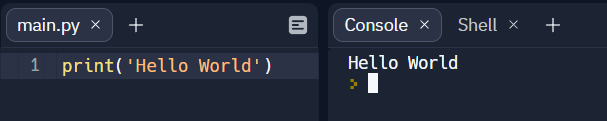 main.py × +
Console × Shell × +
1 print('Hello World')
Hello World
>